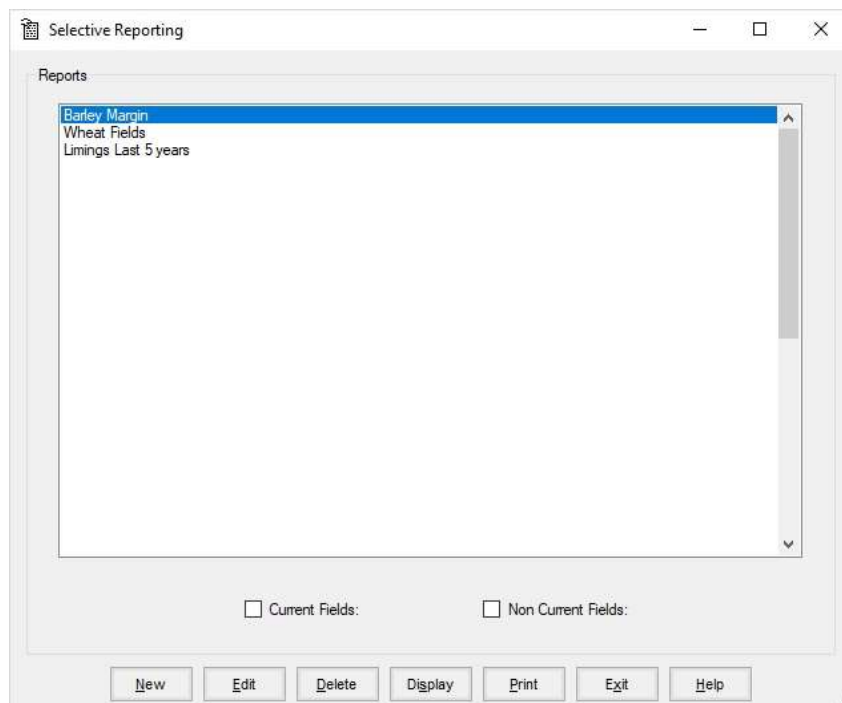 Selective Reporting
Reports
Barley Margin
Wheat Fields
Limings Last 5 years
Current Fields:
Non Current Fields:
New Edit Delete Display Print Exit Help